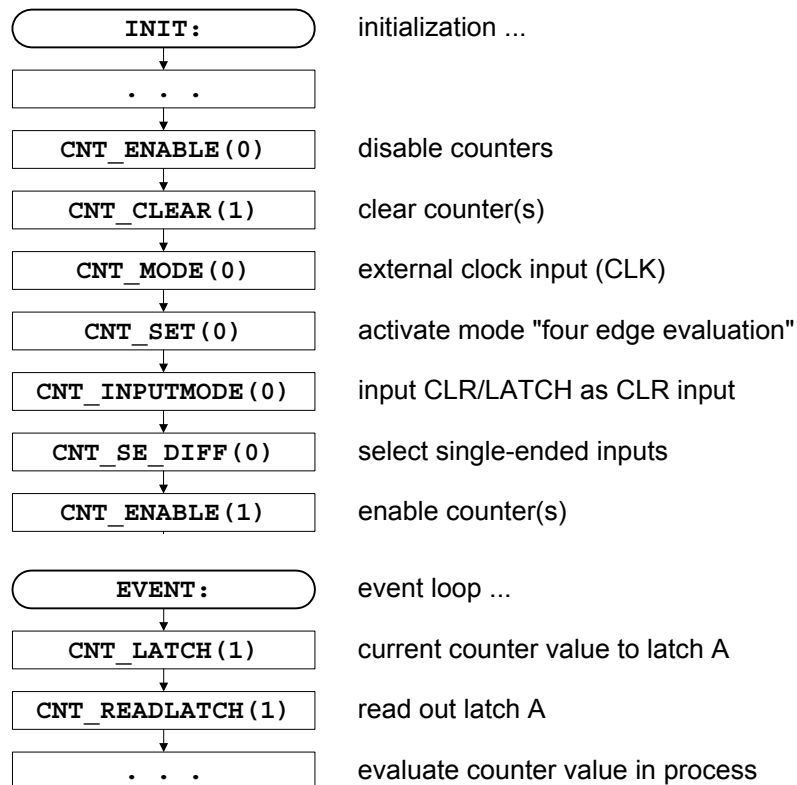 INIT: initialization ...
. . .
CNT_ENABLE(0) disable counters
CNT_CLEAR(1) clear counter(s)
CNT_MODE(0) external clock input (CLK)
CNT_SET(0) activate mode "four edge evaluation"
CNT_INPUTMODE(0) input CLR/LATCH as CLR input
CNT_SE_DIFF(0) select single-ended inputs
CNT_ENABLE(1) enable counter(s)
EVENT: event loop ...
CNT_LATCH(1) current counter value to latch A
CNT_READLATCH(1) read out latch A
. . . evaluate counter value in process